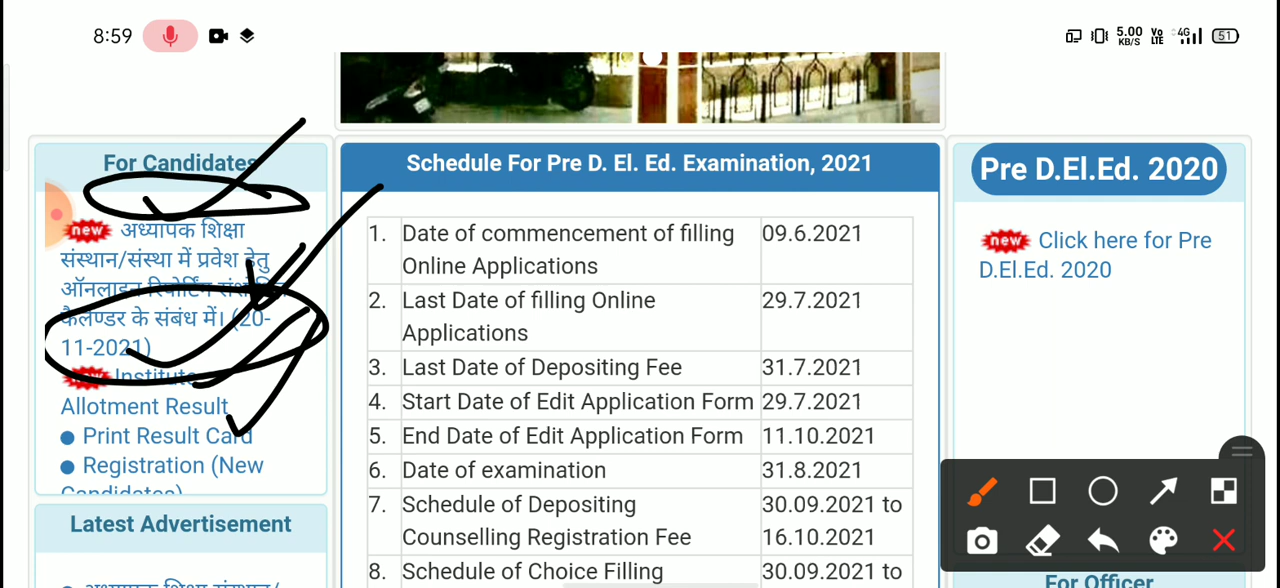 8:59
5.00
KB/S
Vo
LTE
4G
51
For Candidates
new अध्यापक शिक्षा
संस्थान/संस्था में प्रवेश हेतु
ऑनलाइन रिपोर्टिंग
कैलेण्डर के संबंध में। (20-
11-2021)
new Institute
Allotment Result
Print Result Card
Registration (New
Candidates)
Latest Advertisement
अध्यापक शिक्षा संस्थान/
Schedule For Pre D. El. Ed. Examination, 2021
1. Date of commencement of filling 09.6.2021
Online Applications
2. Last Date of filling Online 29.7.2021
Applications
3. Last Date of Depositing Fee 31.7.2021
4. Start Date of Edit Application Form 29.7.2021
5. End Date of Edit Application Form 11.10.2021
6. Date of examination 31.8.2021
7. Schedule of Depositing 30.09.2021 to
Counselling Registration Fee 16.10.2021
8. Schedule of Choice Filling 30.09.2021 to
Pre D.El.Ed. 2020
new Click here for Pre
D.El.Ed. 2020
For Officer